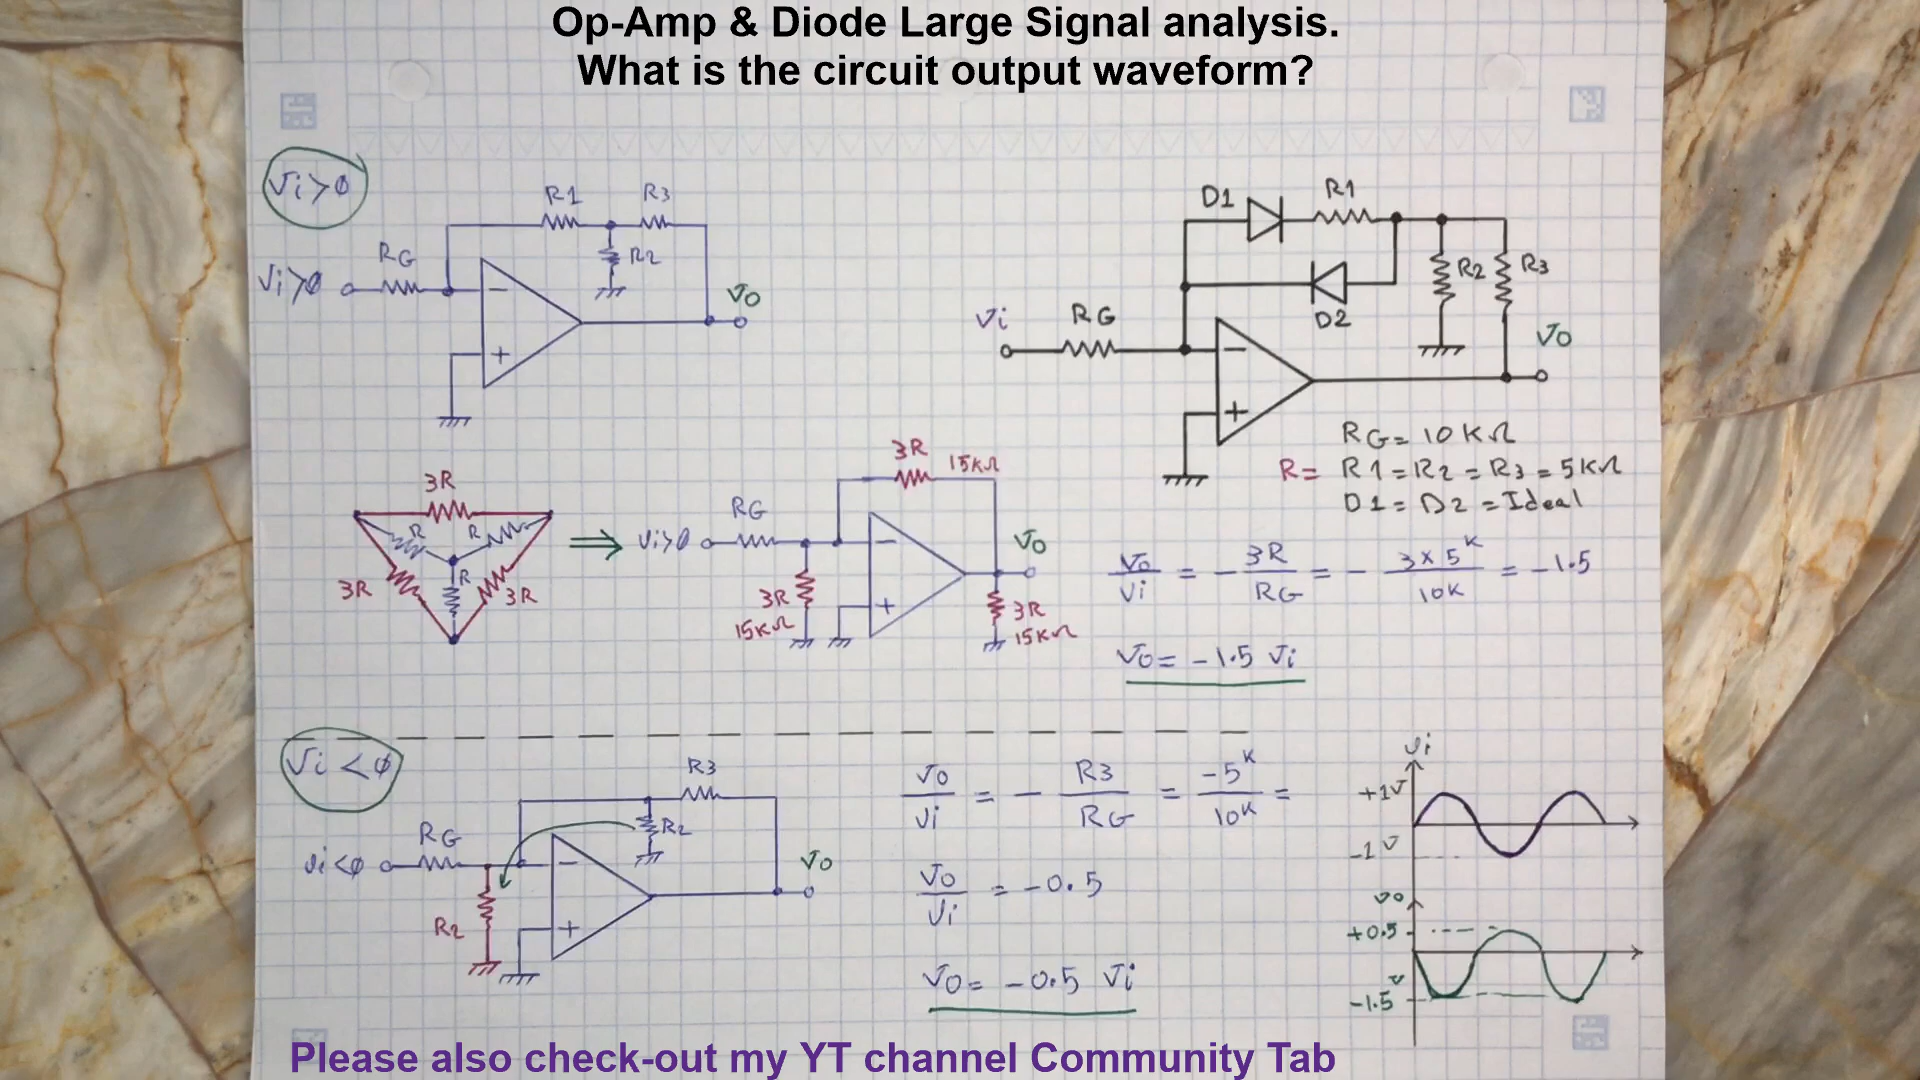 Op-Amp & Diode Large Signal analysis.
What is the circuit output waveform?
Vi>0
R1 R3
RG
R2
Vi>0
Vo
−
+
D1 R1
R2 R3
D2
Vi RG
Vo
−
+
RG = 10KΩ
R = R1 = R2 = R3 = 5KΩ
D1 = D2 = Ideal
3R
R R
R
3R 3R
⇒
3R 15KΩ
RG
Vi>0
Vo
−
+
3R
15KΩ
3R
15KΩ
Vo/Vi = − 3R/RG = − 3×5K/10K = −1.5
Vo = −1.5 Vi
Vi<0
R3
R2
RG
Vi<0
Vo
−
+
R2
Vo/Vi = − R3/RG = −5K/10K =
Vo/Vi = −0.5
Vo = −0.5 Vi
Vi
+1V
−1V
Vo
+0.5
V
−1.5
Please also check-out my YT channel Community Tab